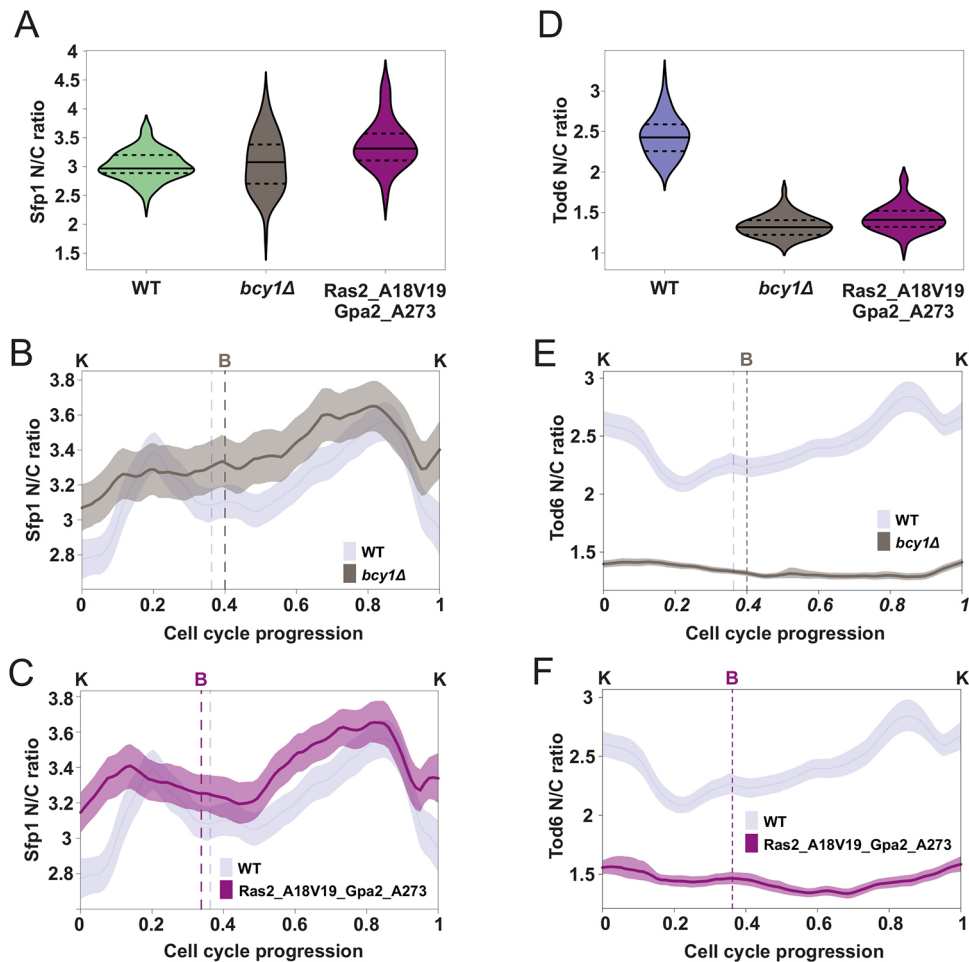 A
Sfp1 N/C ratio
4
4.5
3.5
3
2.5
2
1.5
WT
bcy1Δ
Ras2_A18V19
Gpa2_A273
D
Tod6 N/C ratio
3
2.5
2
1.5
1
WT
bcy1Δ
Ras2_A18V19
Gpa2_A273
B
K
B
K
Sfp1 N/C ratio
3.8
3.6
3.4
3.2
3
2.8
WT
bcy1Δ
0
0.2
0.4
0.6
0.8
1
Cell cycle progression
E
K
B
K
Tod6 N/C ratio
3
2.5
2
1.5
WT
bcy1Δ
0
0.2
0.4
0.6
0.8
1
Cell cycle progression
C
K
B
K
Sfp1 N/C ratio
3.8
3.6
3.4
3.2
3
2.8
WT
Ras2_A18V19_Gpa2_A273
0
0.2
0.4
0.6
0.8
1
Cell cycle progression
F
K
B
K
Tod6 N/C ratio
3
2.5
2
1.5
WT
Ras2_A18V19_Gpa2_A273
0
0.2
0.4
0.6
0.8
1
Cell cycle progression